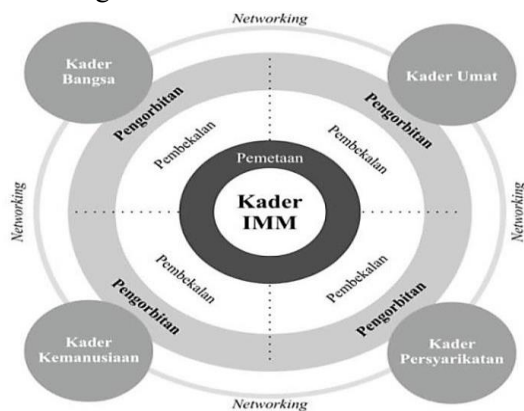 Networking
Kader
Bangsa
Kader Umat
Pengorbitan
Pengorbitan
Pembekalan
Pembekalan
Pemetaan
Kader
IMM
Networking
Networking
Pembekalan
Pembekalan
Pengorbitan
Pengorbitan
Kader
Kemanusiaan
Kader
Persyarikatan
Networking